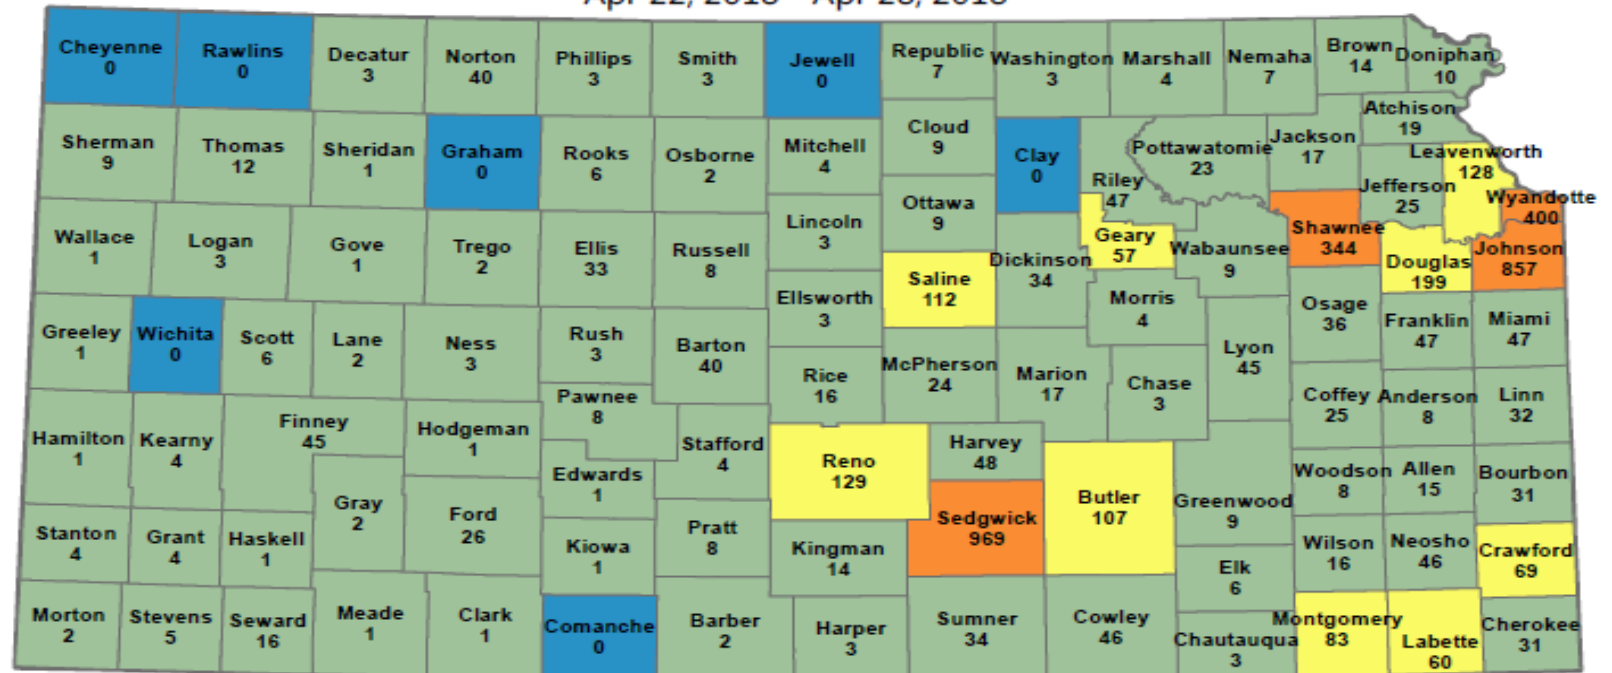 Cheyenne
0
Rawlins
0
Decatur
3
Norton
40
Phillips
3
Smith
3
Jewell
0
Republic
7
Washington
3
Marshall
4
Nemaha
7
Brown
14
Doniphan
10
Atchison
19
Sherman
9
Thomas
12
Sheridan
1
Graham
0
Rooks
6
Osborne
2
Mitchell
4
Cloud
9
Clay
0
Riley
47
Pottawatomie
23
Jackson
17
Jefferson
25
Leavenworth
128
Wyandotte
400
Wallace
1
Logan
3
Gove
1
Trego
2
Ellis
33
Russell
8
Lincoln
3
Ottawa
9
Saline
112
Dickinson
34
Geary
57
Wabaunsee
9
Shawnee
344
Douglas
199
Johnson
857
Greeley
1
Wichita
0
Scott
6
Lane
2
Ness
3
Rush
3
Barton
40
Ellsworth
3
Rice
16
McPherson
24
Marion
17
Morris
4
Chase
3
Lyon
45
Osage
36
Franklin
47
Miami
47
Coffey
25
Anderson
8
Linn
32
Hamilton
1
Kearny
4
Finney
45
Hodgeman
1
Pawnee
8
Edwards
1
Stafford
4
Reno
129
Harvey
48
Sedgwick
969
Butler
107
Greenwood
9
Woodson
8
Allen
15
Bourbon
31
Stanton
4
Grant
4
Haskell
1
Gray
2
Ford
26
Kiowa
1
Pratt
8
Kingman
14
Elk
6
Wilson
16
Neosho
46
Crawford
69
Morton
2
Stevens
5
Seward
16
Meade
1
Clark
1
Comanche
0
Barber
2
Harper
3
Sumner
34
Cowley
46
Chautauqua
3
Montgomery
83
Labette
60
Cherokee
31